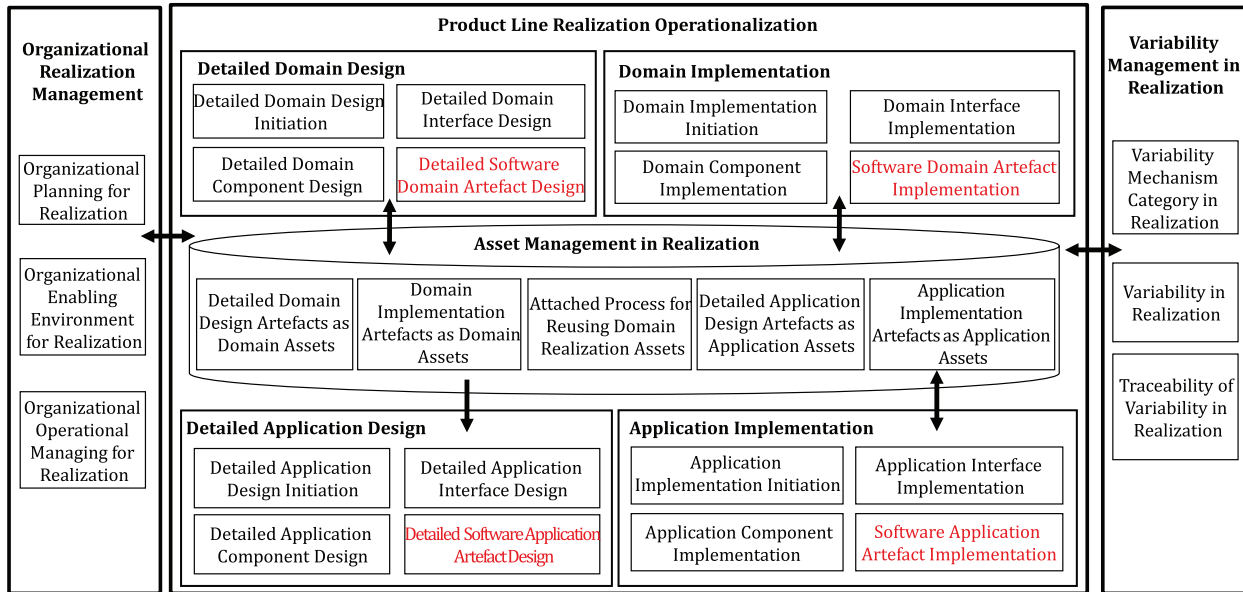 Organizational
Realization
Management
Organizational
Planning for
Realization
Organizational
Enabling
Environment
for Realization
Organizational
Operational
Managing for
Realization
Product Line Realization Operationalization
Detailed Domain Design
Detailed Domain Design
Initiation
Detailed Domain
Interface Design
Detailed Domain
Component Design
Detailed Software
Domain Artefact Design
Domain Implementation
Domain Implementation
Initiation
Domain Interface
Implementation
Domain Component
Implementation
Software Domain Artefact
Implementation
Asset Management in Realization
Detailed Domain
Design Artefacts as
Domain Assets
Domain
Implementation
Artefacts as Domain
Assets
Attached Process for
Reusing Domain
Realization Assets
Detailed Application
Design Artefacts as
Application Assets
Application
Implementation
Artefacts as Application
Assets
Detailed Application Design
Detailed Application
Design Initiation
Detailed Application
Interface Design
Detailed Application
Component Design
Detailed Software Application
Artefact Design
Application Implementation
Application
Implementation Initiation
Application Interface
Implementation
Application Component
Implementation
Software Application
Artefact Implementation
Variability
Management in
Realization
Variability
Mechanism
Category in
Realization
Variability in
Realization
Traceability of
Variability in
Realization